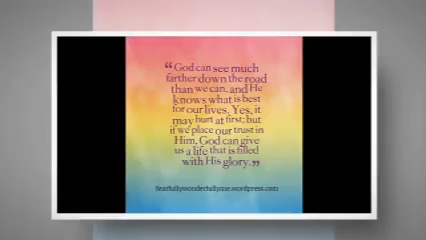 “God can see much
farther down the road
than we can, and He
knows what is best
for our lives. Yes, it
may hurt at first; but
if we place our trust in
Him, God can give
us a life that is filled
with His glory.”
fearfullywonderfullyme.wordpress.com